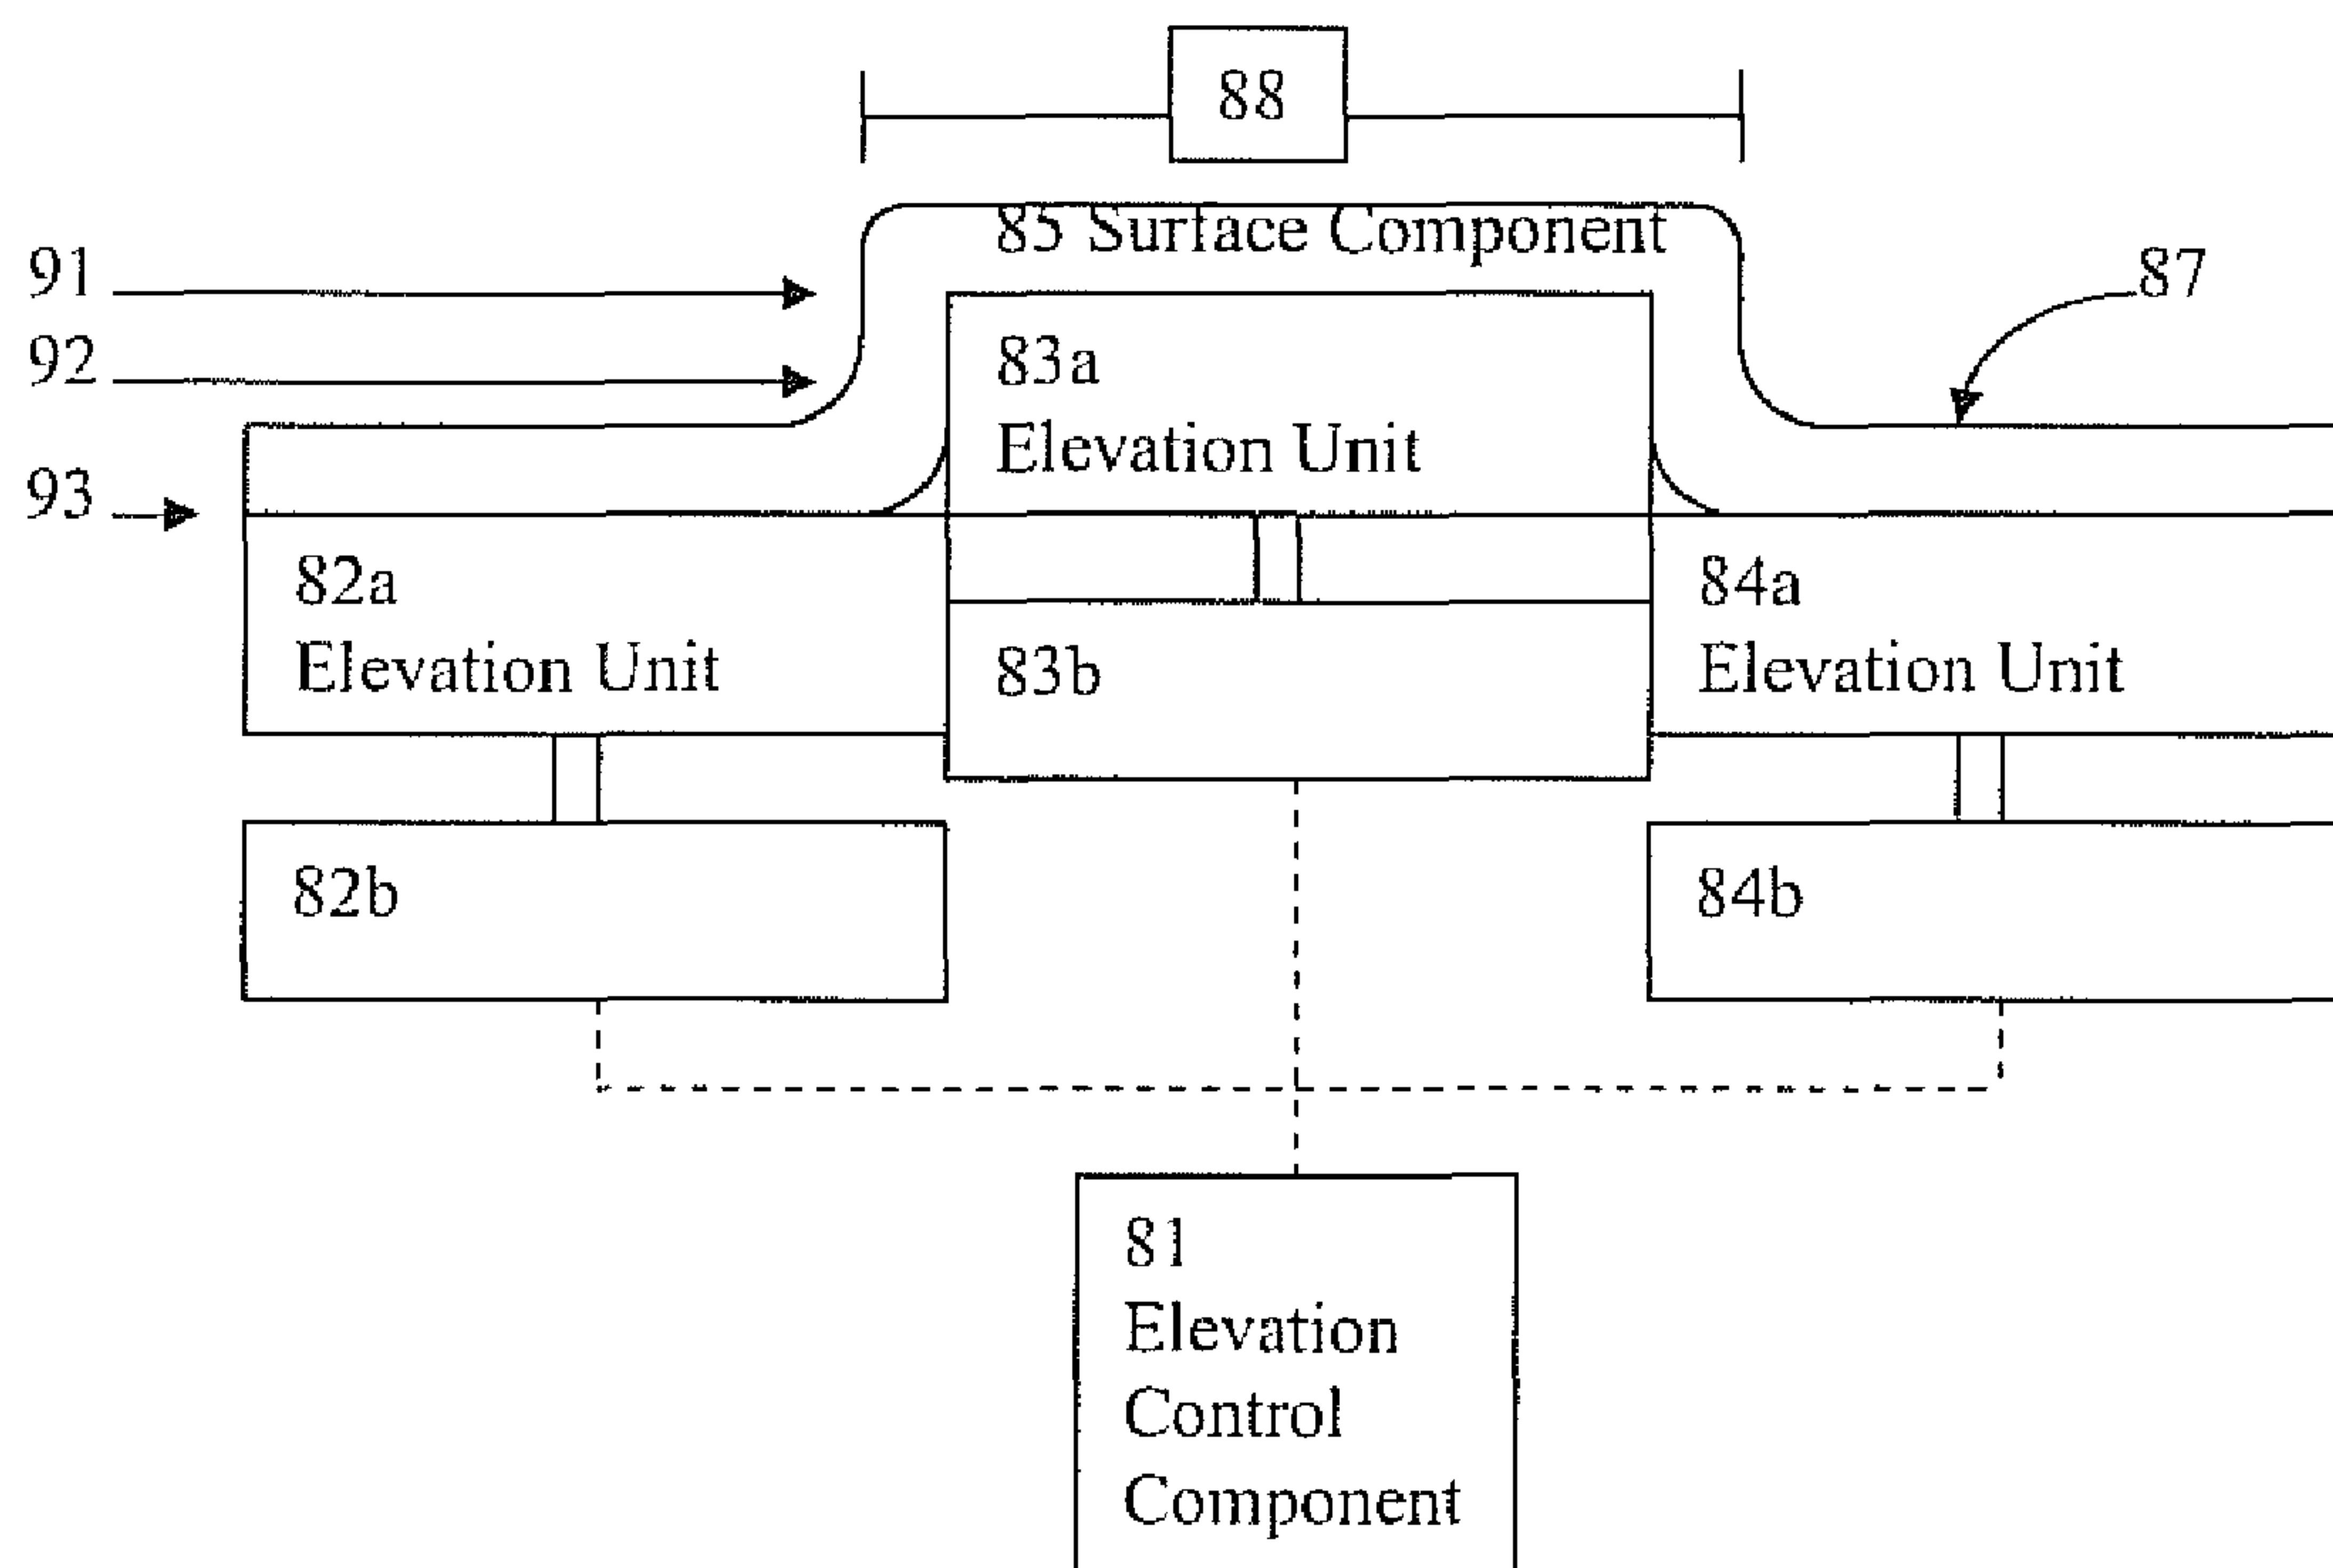 88
85 Surface Component
91
87
92
83a
Elevation Unit
93
82a
Elevation Unit
84a
Elevation Unit
83b
82b
84b
81
Elevation
Control
Component